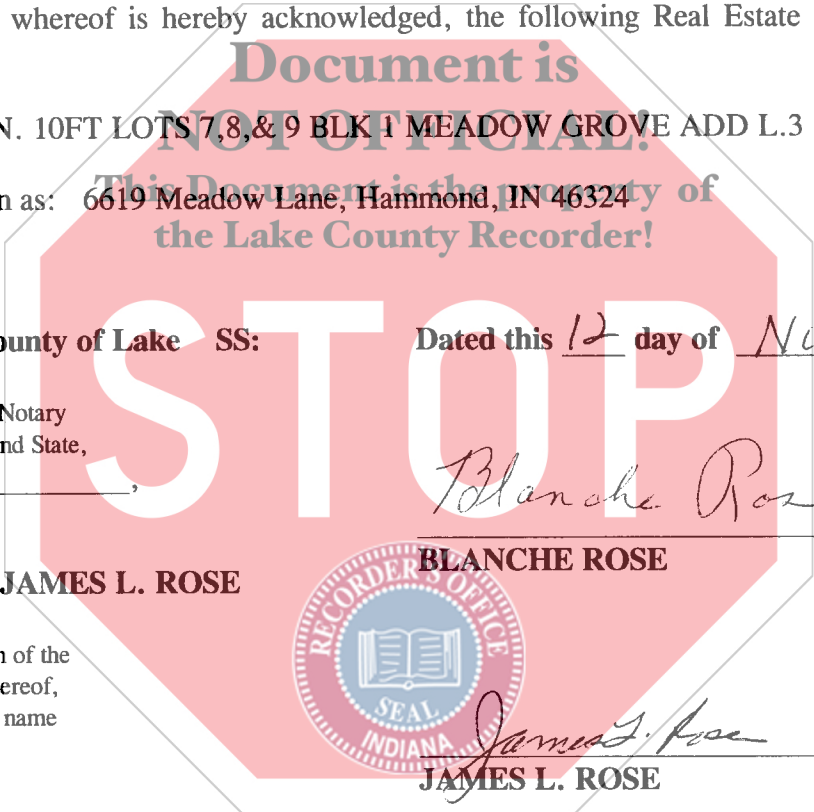 whereof is hereby acknowledged, the following Real Estate
Document is
NOT OFFICIAL!
N. 10FT LOTS 7,8,& 9 BLK 1 MEADOW GROVE ADD L.3
This Document is the property of
n as: 6619 Meadow Lane, Hammond, IN 46324
the Lake County Recorder!
STOP
ounty of Lake SS:
Dated this 12 day of No
Notary
nd State,
,
Blanche Ros
BLANCHE ROSE
JAMES L. ROSE
RECORDER'S OFFICE
SEAL
INDIANA
n of the
ereof,
name
James L. Rose
JAMES L. ROSE